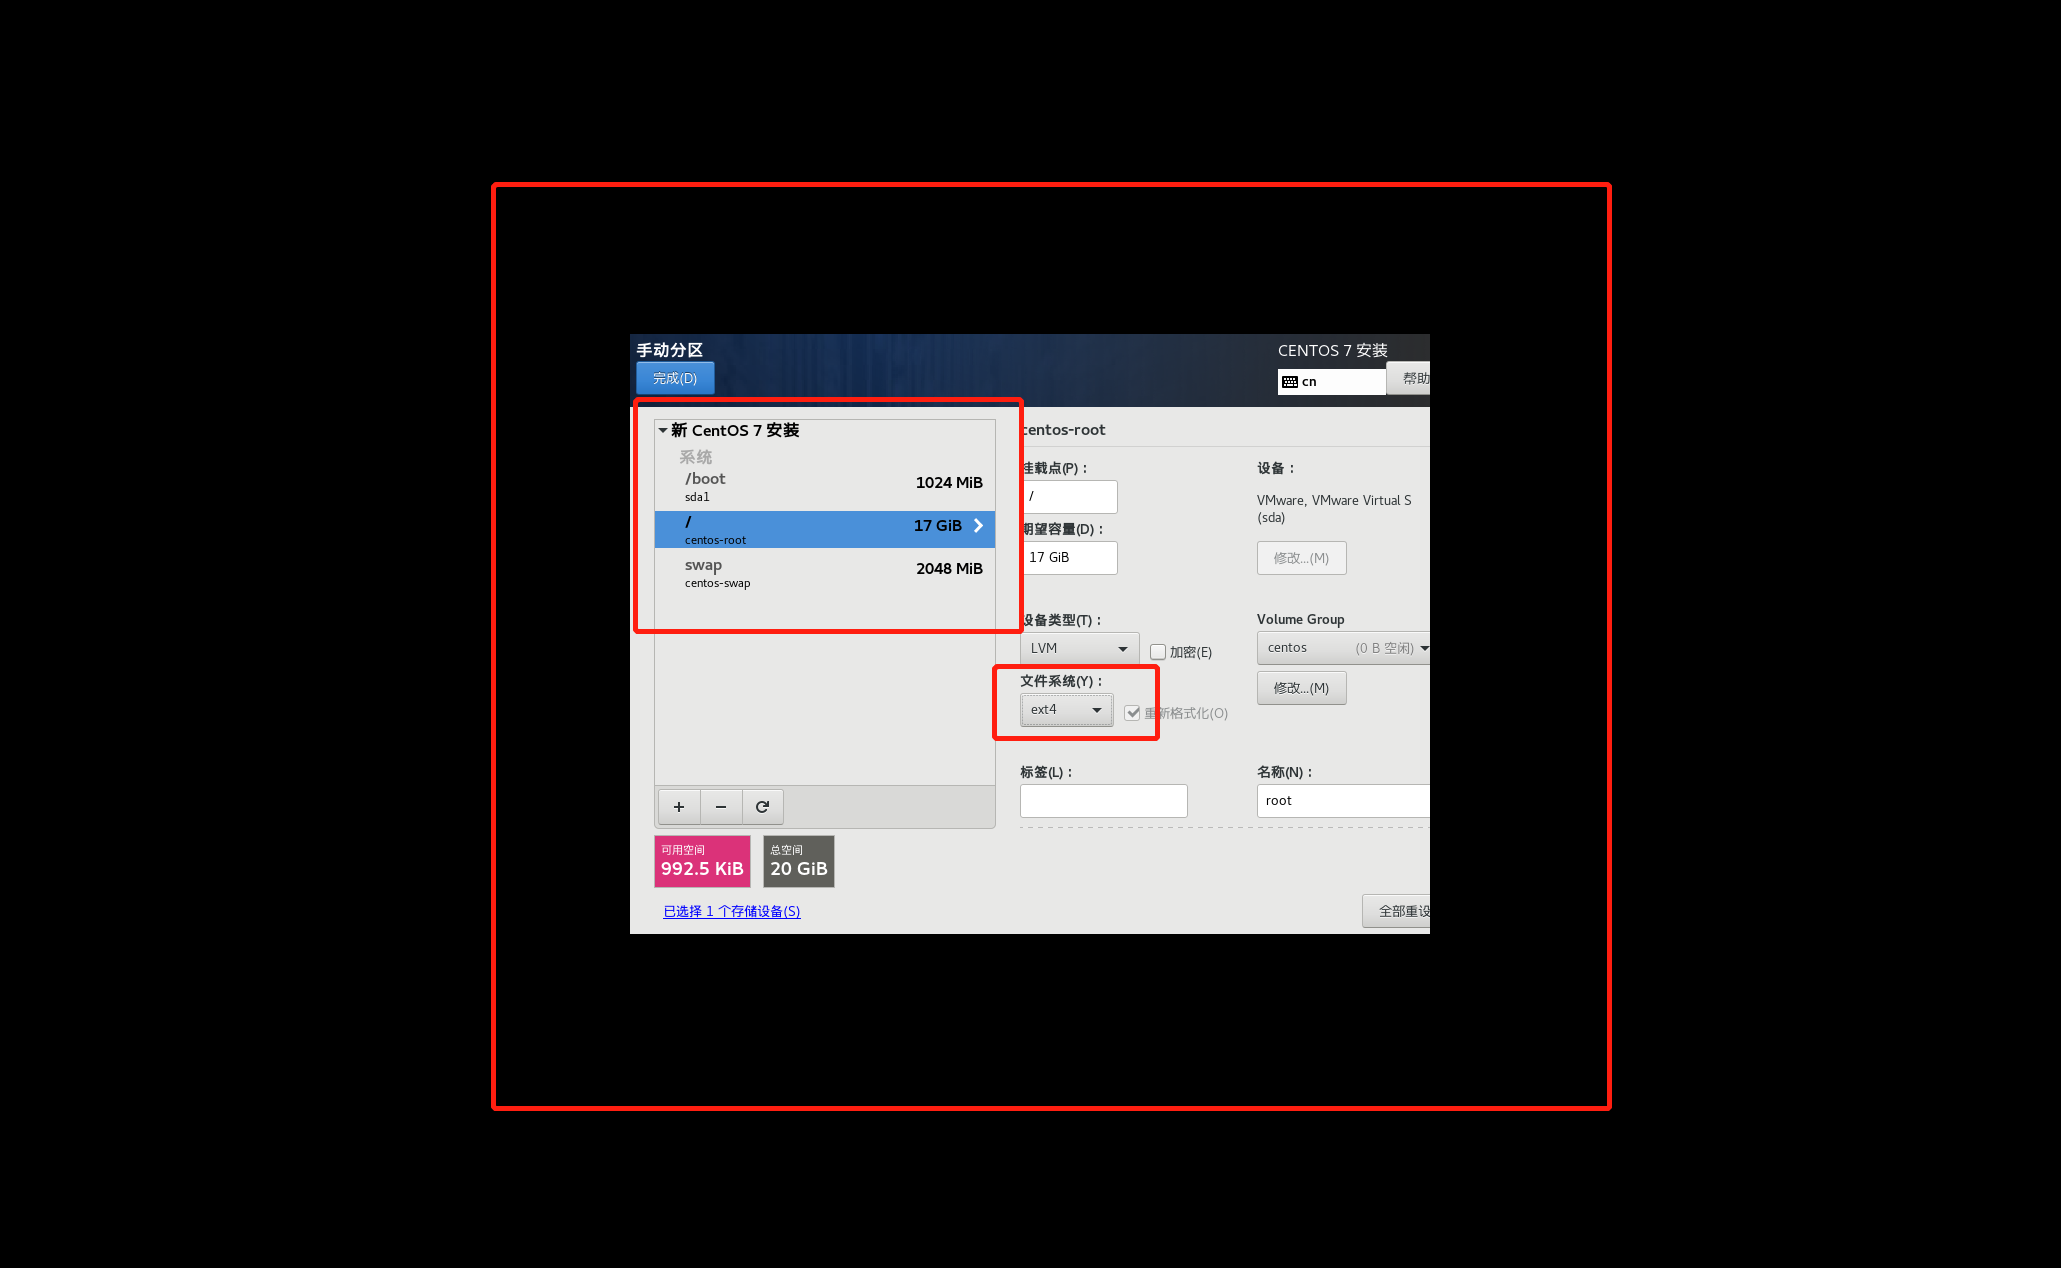 手动分区
CENTOS 7 安装
完成(D)
cn
帮助
新 CentOS 7 安装
系统
/boot
1024 MiB
sda1
/
17 GiB
centos-root
swap
2048 MiB
centos-swap
centos-root
挂载点(P)：
/
期望容量(D)：
17 GiB
设备：
VMware, VMware Virtual S
(sda)
修改...(M)
设备类型(T)：
LVM
加密(E)
Volume Group
centos
(0 B 空闲)
文件系统(Y)：
ext4
重新格式化(O)
修改...(M)
标签(L)：
名称(N)：
root
可用空间
992.5 KiB
总空间
20 GiB
已选择 1 个存储设备(S)
全部重设